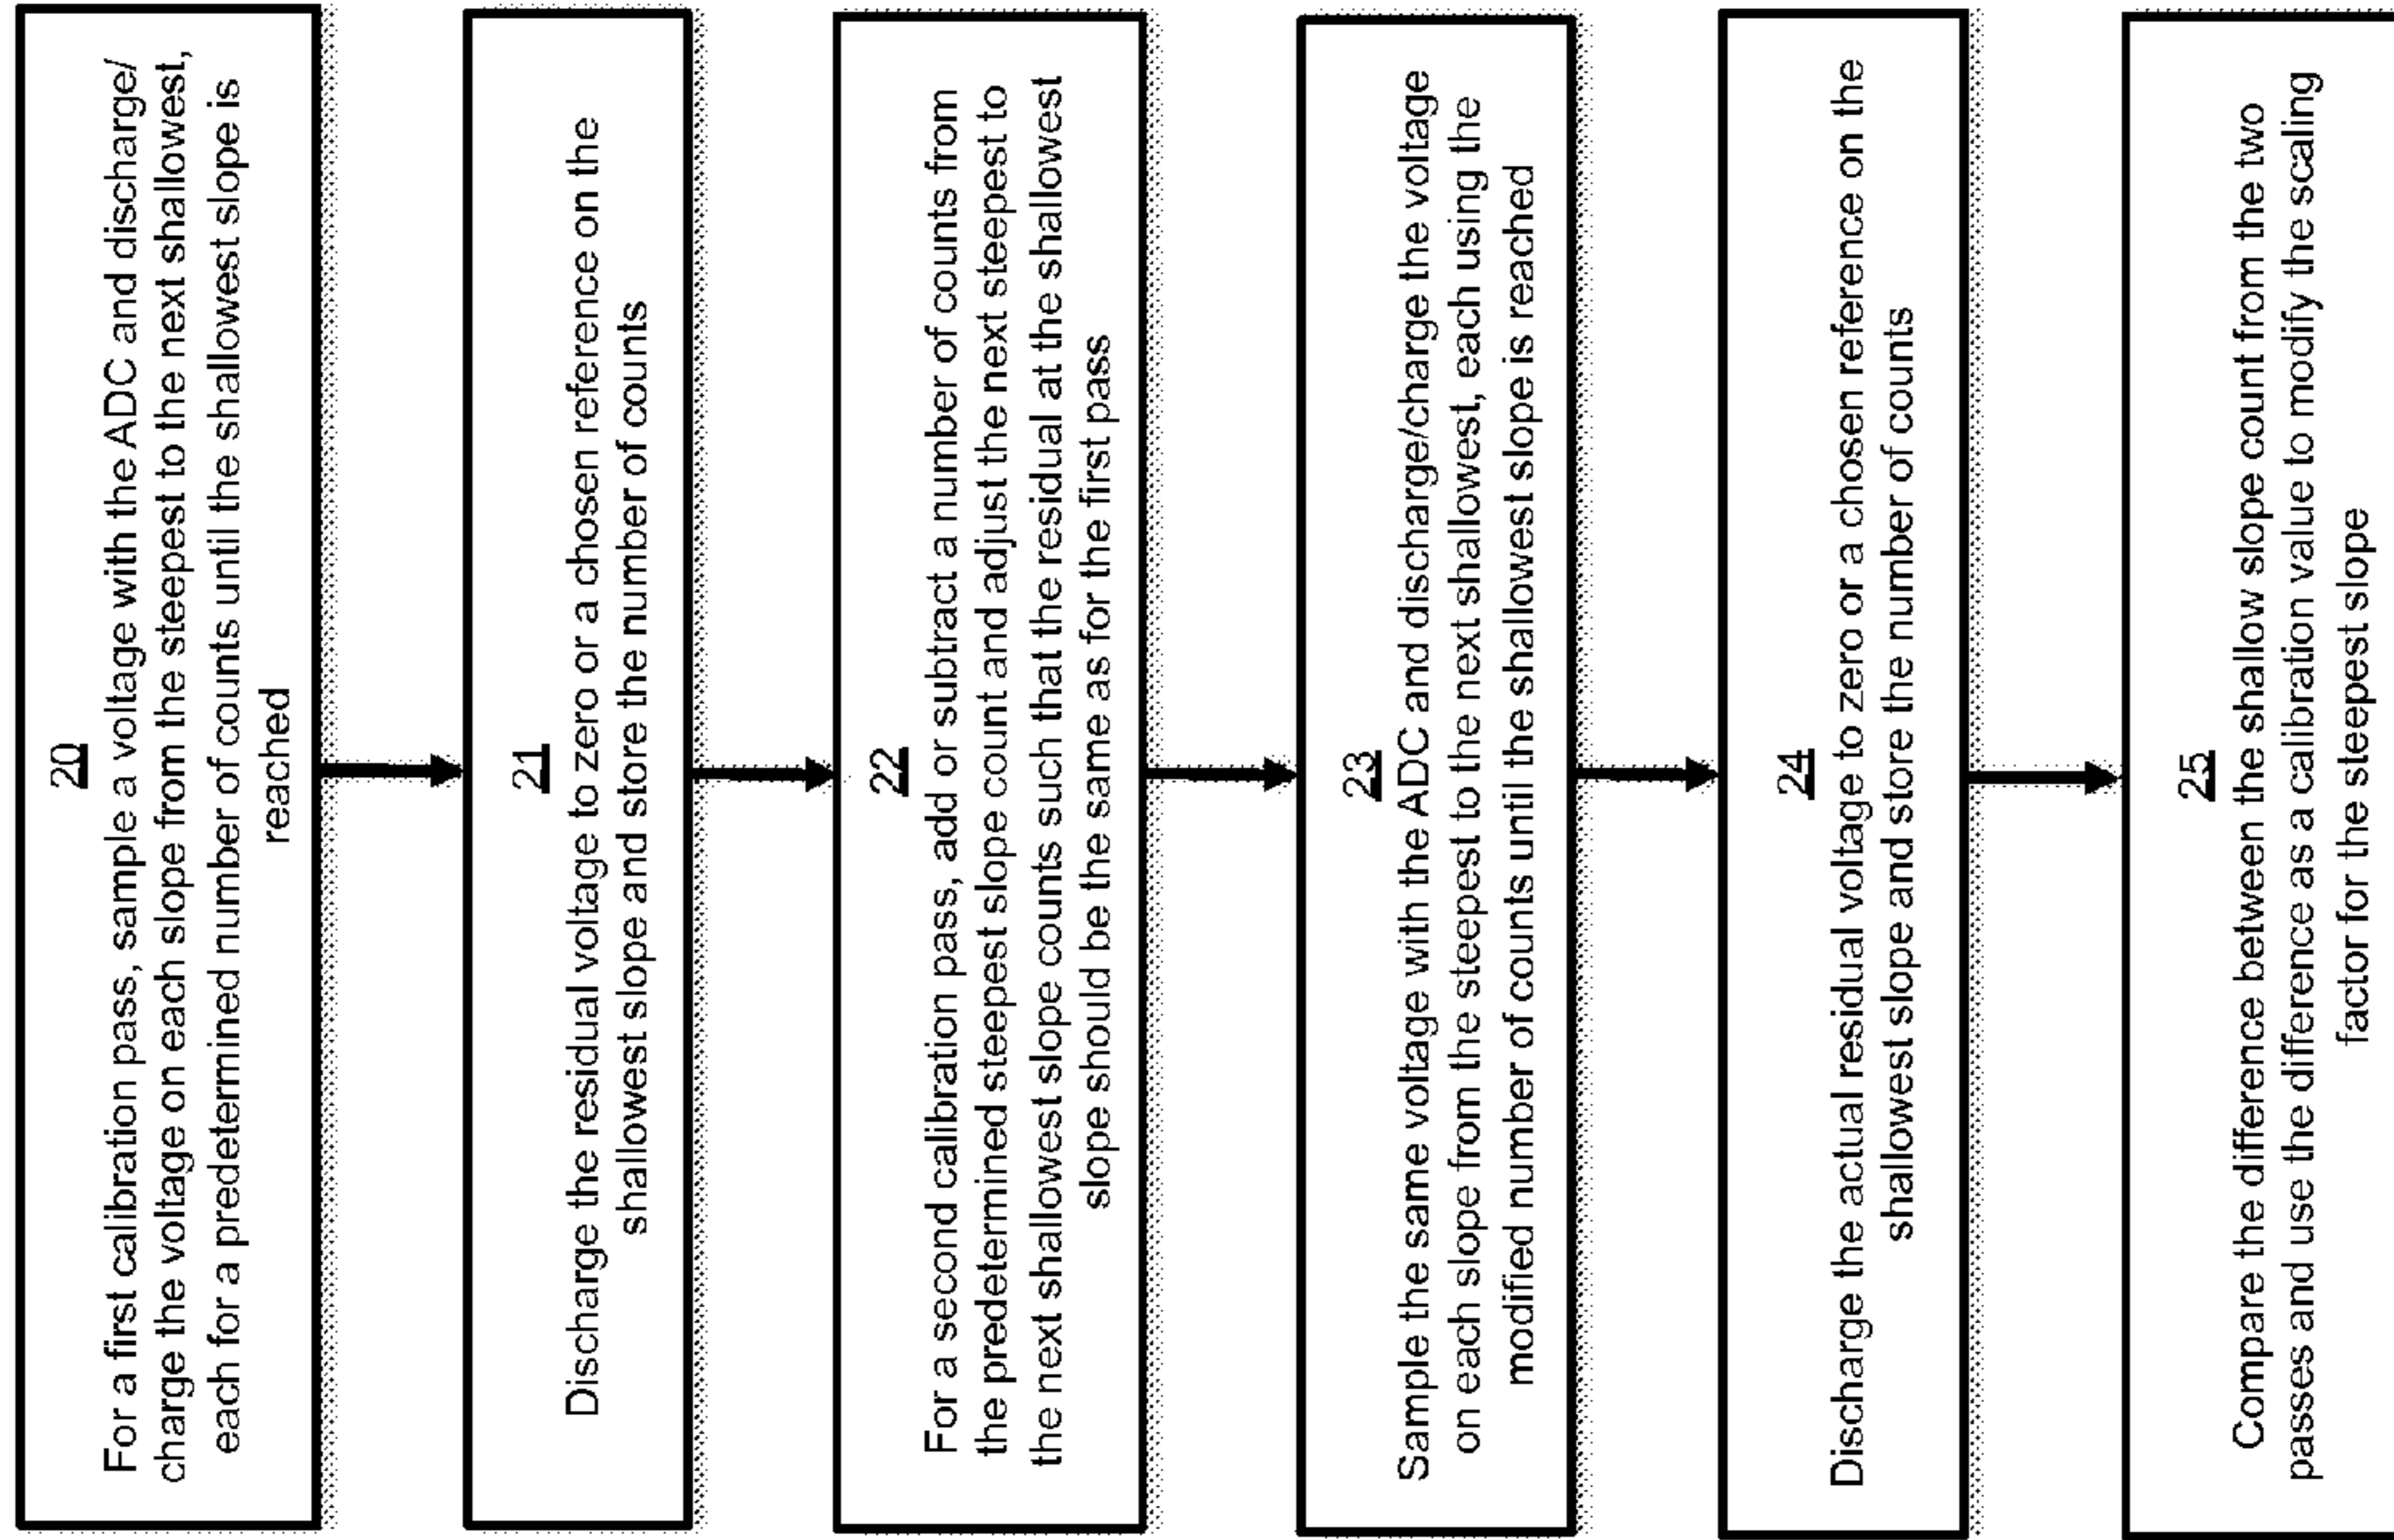 20
For a first calibration pass, sample a voltage with the ADC and discharge/
charge the voltage on each slope from the steepest to the next shallowest,
each for a predetermined number of counts until the shallowest slope is
reached
21
Discharge the residual voltage to zero or a chosen reference on the
shallowest slope and store the number of counts
22
For a second calibration pass, add or subtract a number of counts from
the predetermined steepest slope count and adjust the next steepest to
the next shallowest slope counts such that the residual at the shallowest
slope should be the same as for the first pass
23
Sample the same voltage with the ADC and discharge/charge the voltage
on each slope from the steepest to the next shallowest, each using the
modified number of counts until the shallowest slope is reached
24
Discharge the actual residual voltage to zero or a chosen reference on the
shallowest slope and store the number of counts
25
Compare the difference between the shallow slope count from the two
passes and use the difference as a calibration value to modify the scaling
factor for the steepest slope